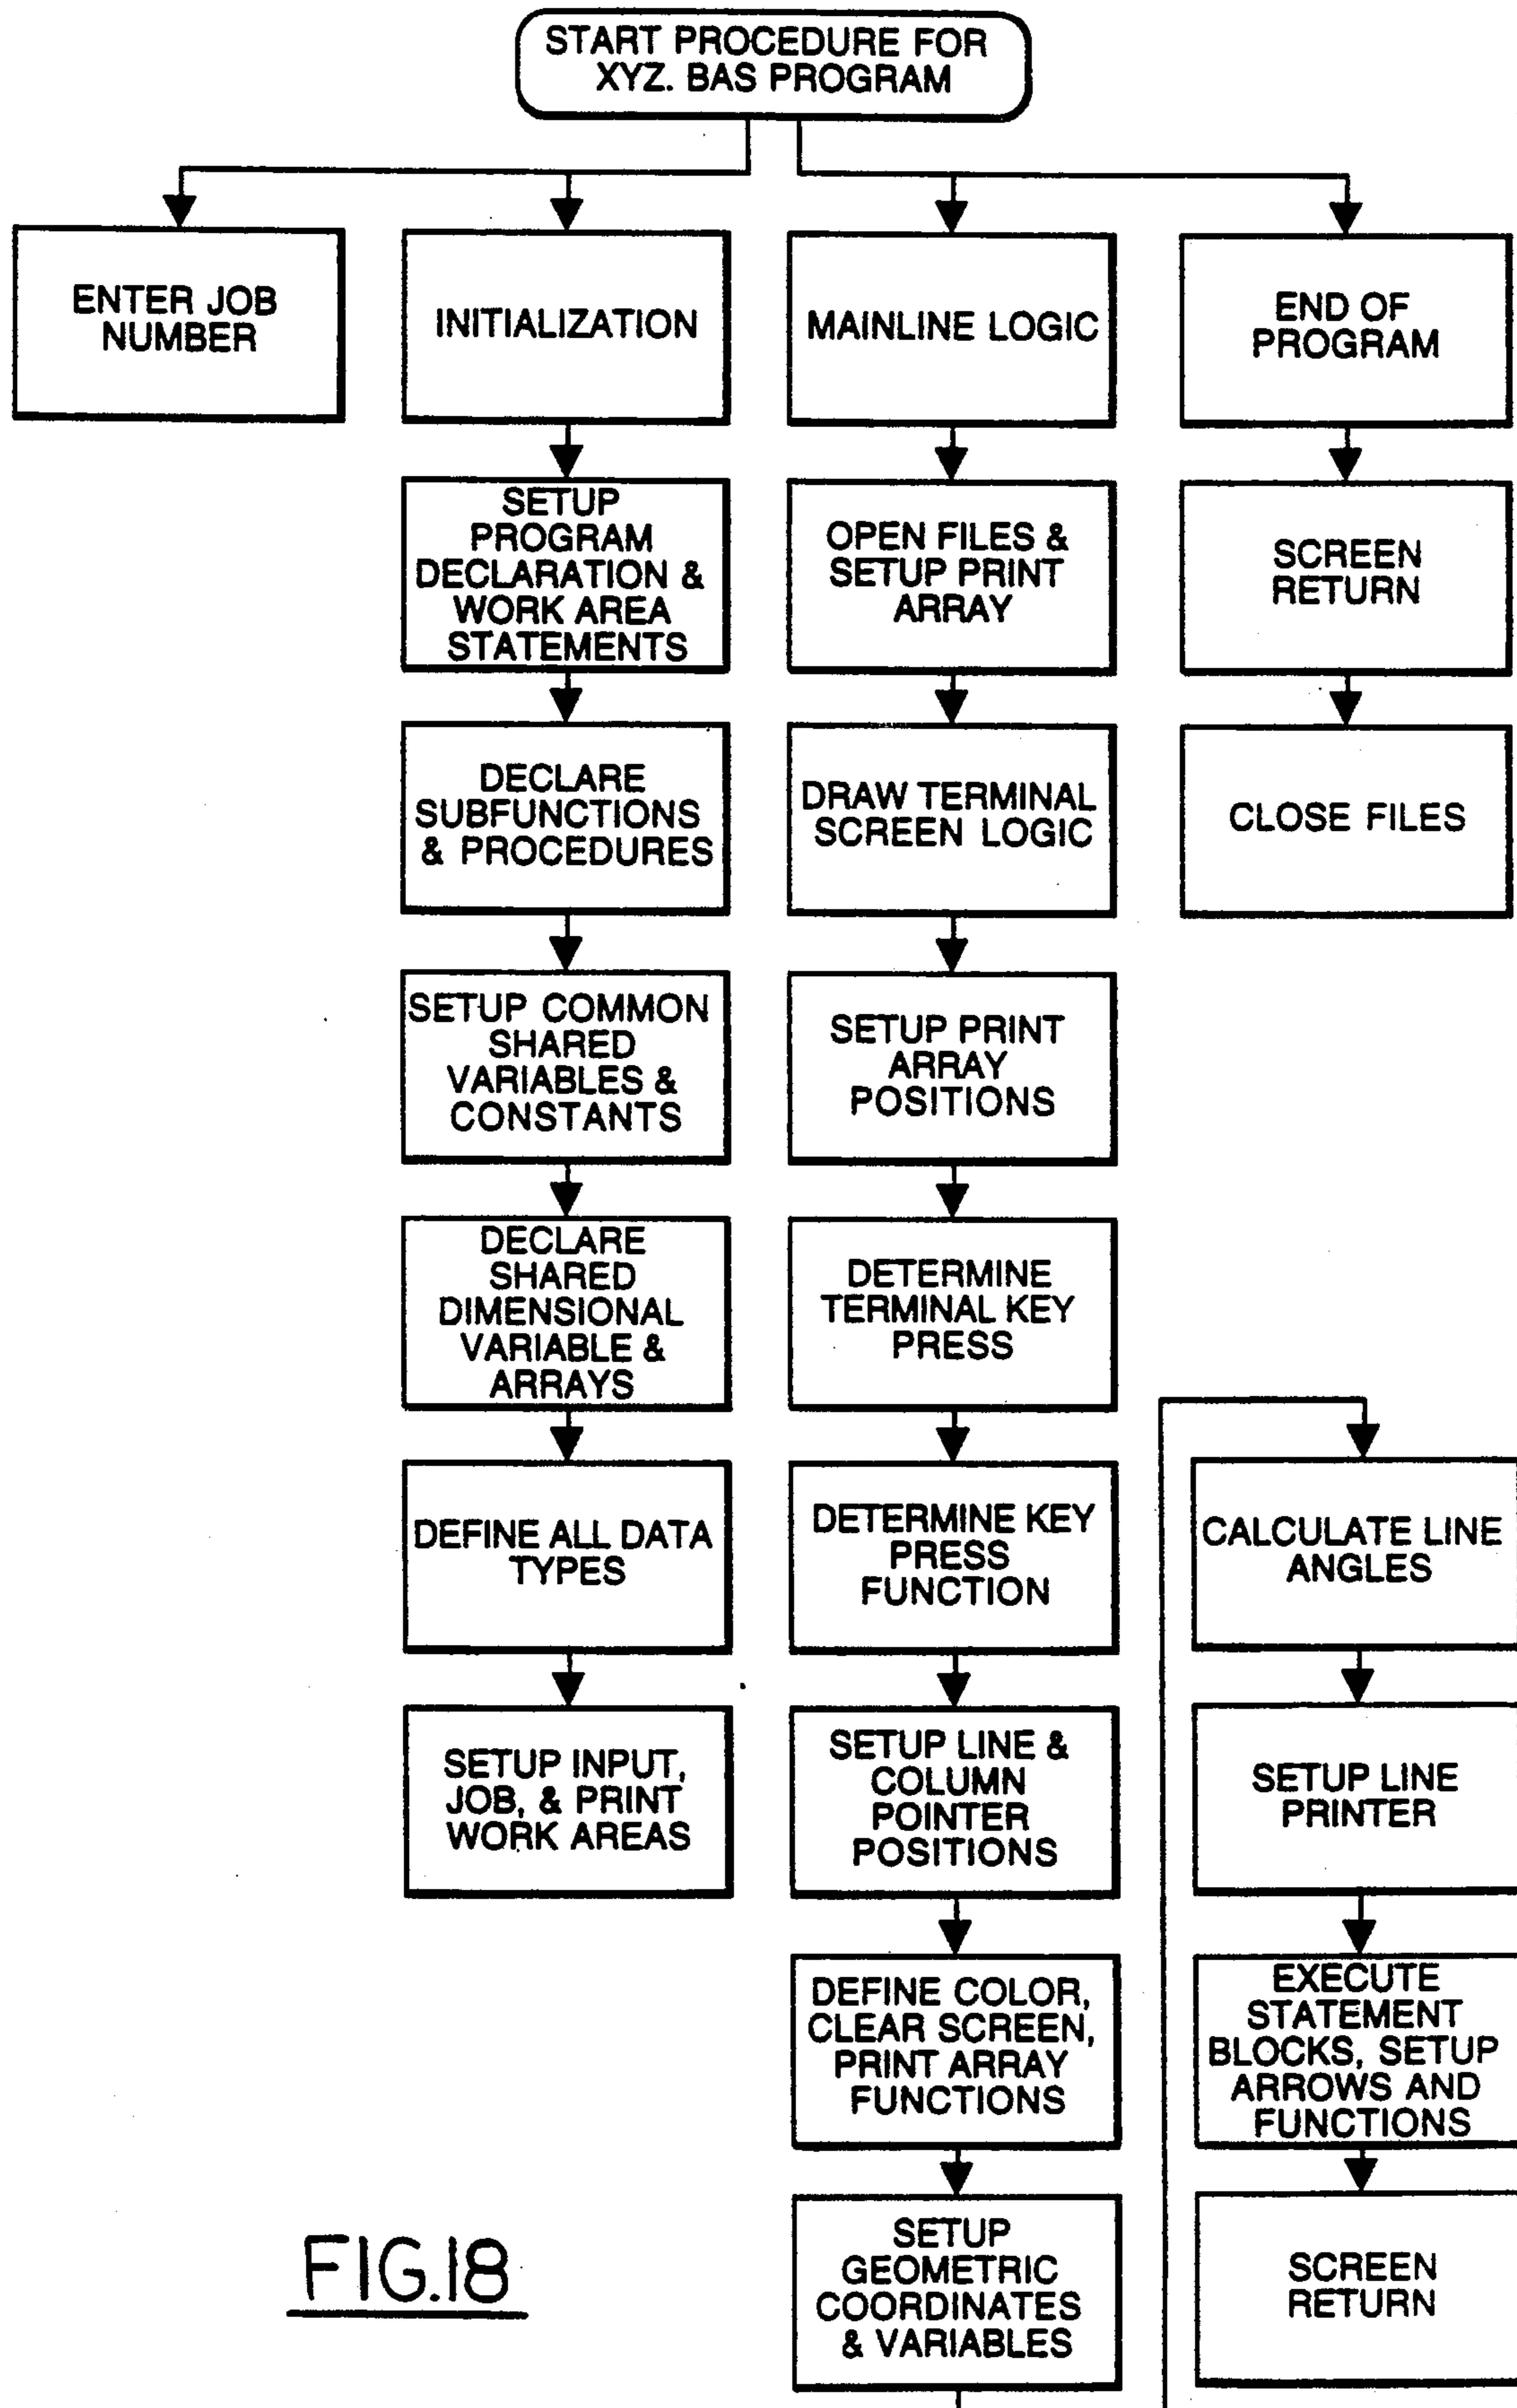 START PROCEDURE FOR
XYZ. BAS PROGRAM
ENTER JOB
NUMBER
INITIALIZATION
SETUP
PROGRAM
DECLARATION &
WORK AREA
STATEMENTS
DECLARE
SUBFUNCTIONS
& PROCEDURES
SETUP COMMON
SHARED
VARIABLES &
CONSTANTS
DECLARE
SHARED
DIMENSIONAL
VARIABLE &
ARRAYS
DEFINE ALL DATA
TYPES
SETUP INPUT,
JOB, & PRINT
WORK AREAS
MAINLINE LOGIC
OPEN FILES &
SETUP PRINT
ARRAY
DRAW TERMINAL
SCREEN LOGIC
SETUP PRINT
ARRAY
POSITIONS
DETERMINE
TERMINAL KEY
PRESS
DETERMINE KEY
PRESS
FUNCTION
SETUP LINE &
COLUMN
POINTER
POSITIONS
DEFINE COLOR,
CLEAR SCREEN,
PRINT ARRAY
FUNCTIONS
SETUP
GEOMETRIC
COORDINATES
& VARIABLES
END OF
PROGRAM
SCREEN
RETURN
CLOSE FILES
CALCULATE LINE
ANGLES
SETUP LINE
PRINTER
EXECUTE
STATEMENT
BLOCKS, SETUP
ARROWS AND
FUNCTIONS
SCREEN
RETURN
FIG.18